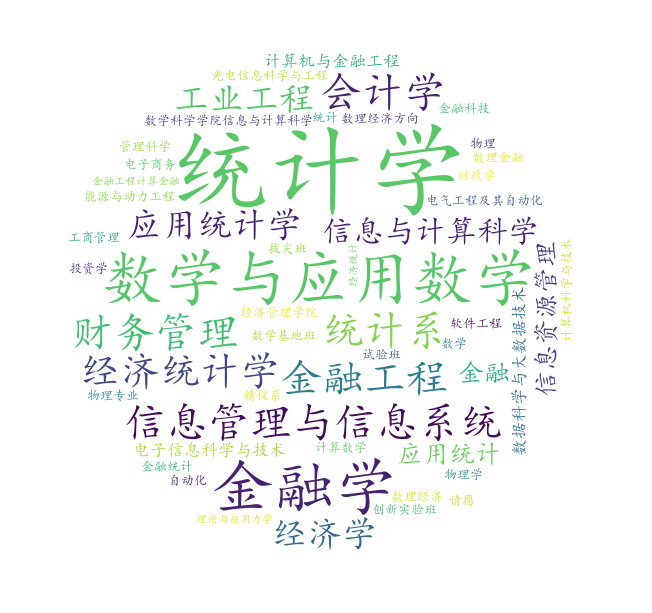 计算机与金融工程
光电信息科学与工程
工业工程
会计学
金融科技
数学科学学院信息与计算科学
统计
数理经济方向
统计学
物理
数理金融
财政学
管理科学
电子商务
金融工程计算金融
能源与动力工程
电气工程及其自动化
应用统计学
信息与计算科学
工商管理
拔尖班
经济统计
投资学
数学与应用数学
信息资源管理
计算机科学与技术
数据科学与大数据技术
经济管理学院
财务管理
数学基地班
统计系
软件工程
数学
试验班
经济统计学
金融工程
金融
物理专业
精仪系
信息管理与信息系统
电子信息科学与技术
计算数学
应用统计
金融统计
自动化
金融学
物理学
数理经济
请愿
创新实验班
理论与应用力学
经济学